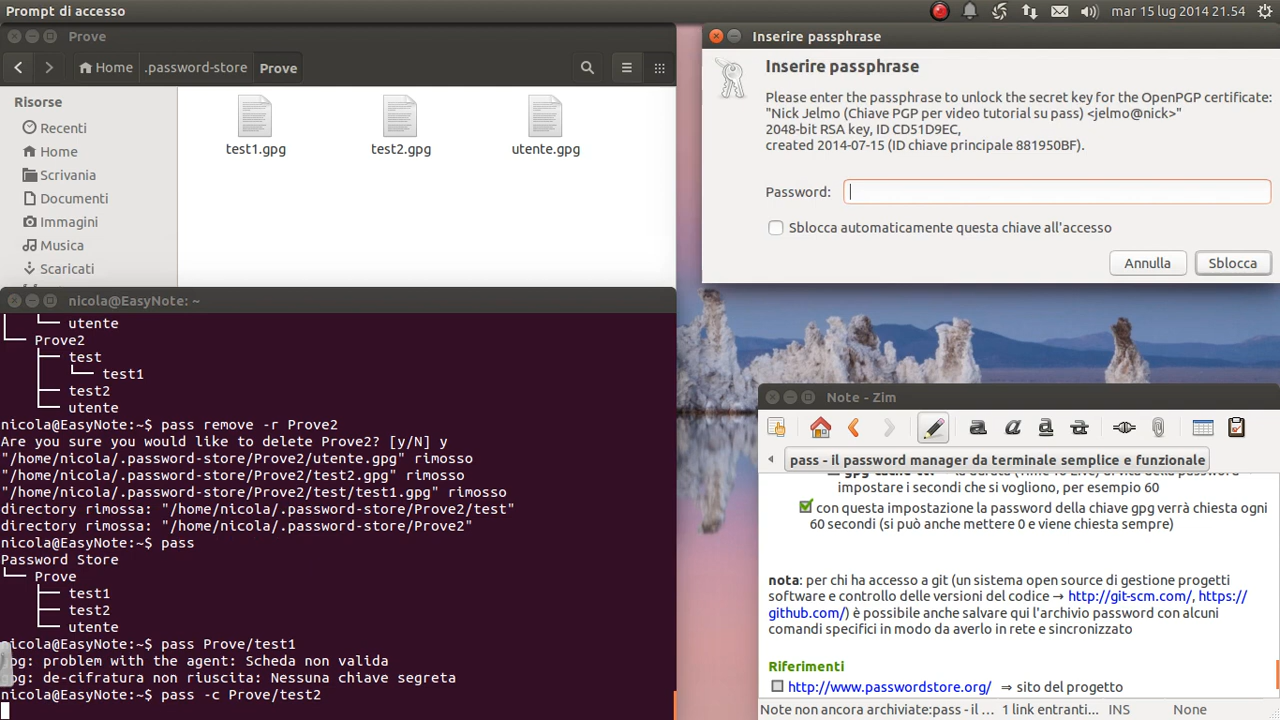 Prompt di accesso
mar 15 lug 2014 21.54
Prove
Home
.password-store
Prove
Risorse
Recenti
Home
Scrivania
Documenti
Immagini
Musica
Scaricati
test1.gpg
test2.gpg
utente.gpg
Inserire passphrase
Inserire passphrase
Please enter the passphrase to unlock the secret key for the OpenPGP certificate:
"Nick Jelmo (Chiave PGP per video tutorial su pass) <jelmo@nick>"
2048-bit RSA key, ID CD51D9EC,
created 2014-07-15 (ID chiave principale 881950BF).
Password:
Sblocca automaticamente questa chiave all'accesso
Annulla
Sblocca
nicola@EasyNote: ~
│   └── utente
└── Prove2
    ├── test
    │   └── test1
    ├── test2
    └── utente
nicola@EasyNote:~$ pass remove -r Prove2
Are you sure you would like to delete Prove2? [y/N] y
"/home/nicola/.password-store/Prove2/utente.gpg" rimosso
"/home/nicola/.password-store/Prove2/test2.gpg" rimosso
"/home/nicola/.password-store/Prove2/test/test1.gpg" rimosso
directory rimossa: "/home/nicola/.password-store/Prove2/test"
directory rimossa: "/home/nicola/.password-store/Prove2"
nicola@EasyNote:~$ pass
Password Store
└── Prove
    ├── test1
    ├── test2
    └── utente
nicola@EasyNote:~$ pass Prove/test1
gpg: problem with the agent: Scheda non valida
gpg: de-cifratura non riuscita: Nessuna chiave segreta
nicola@EasyNote:~$ pass -c Prove/test2
Note - Zim
pass - il password manager da terminale semplice e funzionale
impostare i secondi che si vogliono, per esempio 60
con questa impostazione la password della chiave gpg verrà chiesta ogni
60 secondi (si può anche mettere 0 e viene chiesta sempre)
nota: per chi ha accesso a git (un sistema open source di gestione progetti
software e controllo delle versioni del codice → http://git-scm.com/, https://
github.com/) è possibile anche salvare qui l'archivio password con alcuni
comandi specifici in modo da averlo in rete e sincronizzato
Riferimenti
http://www.passwordstore.org/ ⇒ sito del progetto
Note non ancora archiviate:pass - il ...
1 link entranti...
INS
None